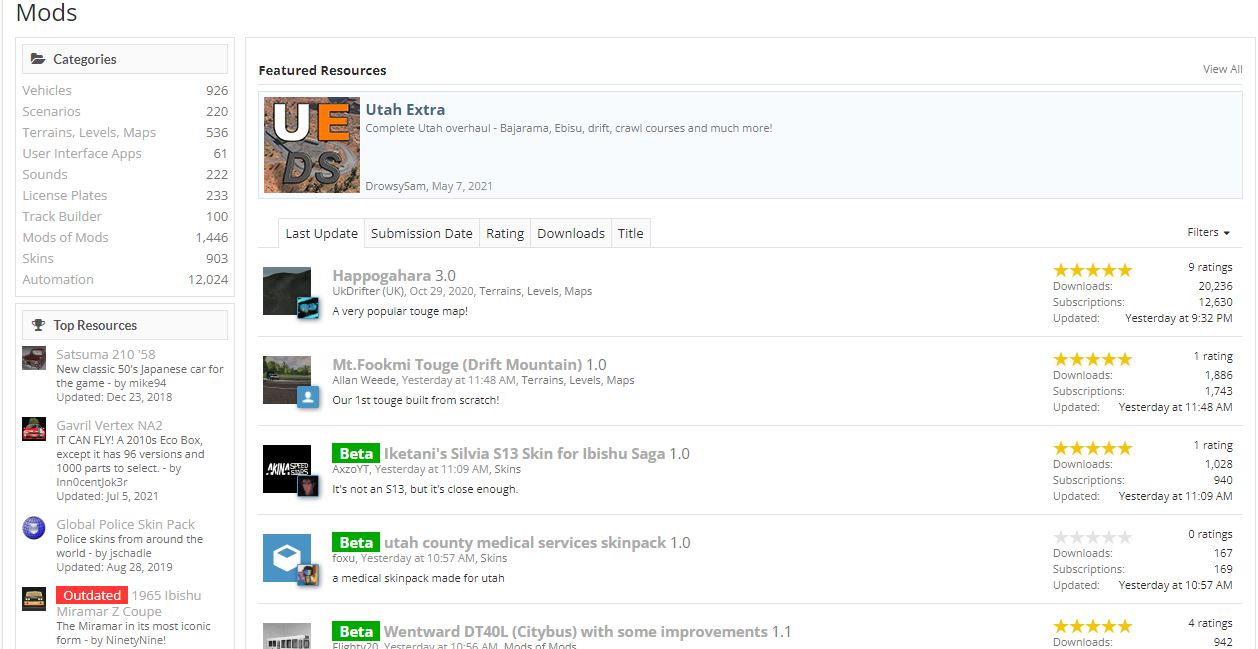 Mods
Categories
Vehicles 926
Scenarios 220
Terrains, Levels, Maps 536
User Interface Apps 61
Sounds 222
License Plates 233
Track Builder 100
Mods of Mods 1,446
Skins 903
Automation 12,024
Top Resources
Satsuma 210 '58
New classic 50's Japanese car for
the game - by mike94
Updated: Dec 23, 2018
Gavril Vertex NA2
IT CAN FLY! A 2010s Eco Box,
except it has 96 versions and
1000 parts to select. - by
Inn0centJok3r
Updated: Jul 5, 2021
Global Police Skin Pack
Police skins from around the
world - by jschadle
Updated: Aug 28, 2019
Outdated 1965 Ibishu
Miramar Z Coupe
The Miramar in its most iconic
form - by NinetyNine!
Featured Resources View All
UE
DS
Utah Extra
Complete Utah overhaul - Bajarama, Ebisu, drift, crawl courses and much more!
DrowsySam, May 7, 2021
Last Update Submission Date Rating Downloads Title Filters
Happogahara 3.0
UkDrifter (UK), Oct 29, 2020, Terrains, Levels, Maps
A very popular touge map!
9 ratings
Downloads: 20,236
Subscriptions: 12,630
Updated: Yesterday at 9:32 PM
Mt.Fookmi Touge (Drift Mountain) 1.0
Allan Weede, Yesterday at 11:48 AM, Terrains, Levels, Maps
Our 1st touge built from scratch!
1 rating
Downloads: 1,886
Subscriptions: 1,743
Updated: Yesterday at 11:48 AM
AKINA SPEED STARS
Beta Iketani's Silvia S13 Skin for Ibishu Saga 1.0
AxzoYT, Yesterday at 11:09 AM, Skins
It's not an S13, but it's close enough.
1 rating
Downloads: 1,028
Subscriptions: 940
Updated: Yesterday at 11:09 AM
Beta utah county medical services skinpack 1.0
foxu, Yesterday at 10:57 AM, Skins
a medical skinpack made for utah
0 ratings
Downloads: 167
Subscriptions: 169
Updated: Yesterday at 10:57 AM
Beta Wentward DT40L (Citybus) with some improvements 1.1
Flighty20, Yesterday at 10:56 AM, Mods of Mods
4 ratings
Downloads: 942